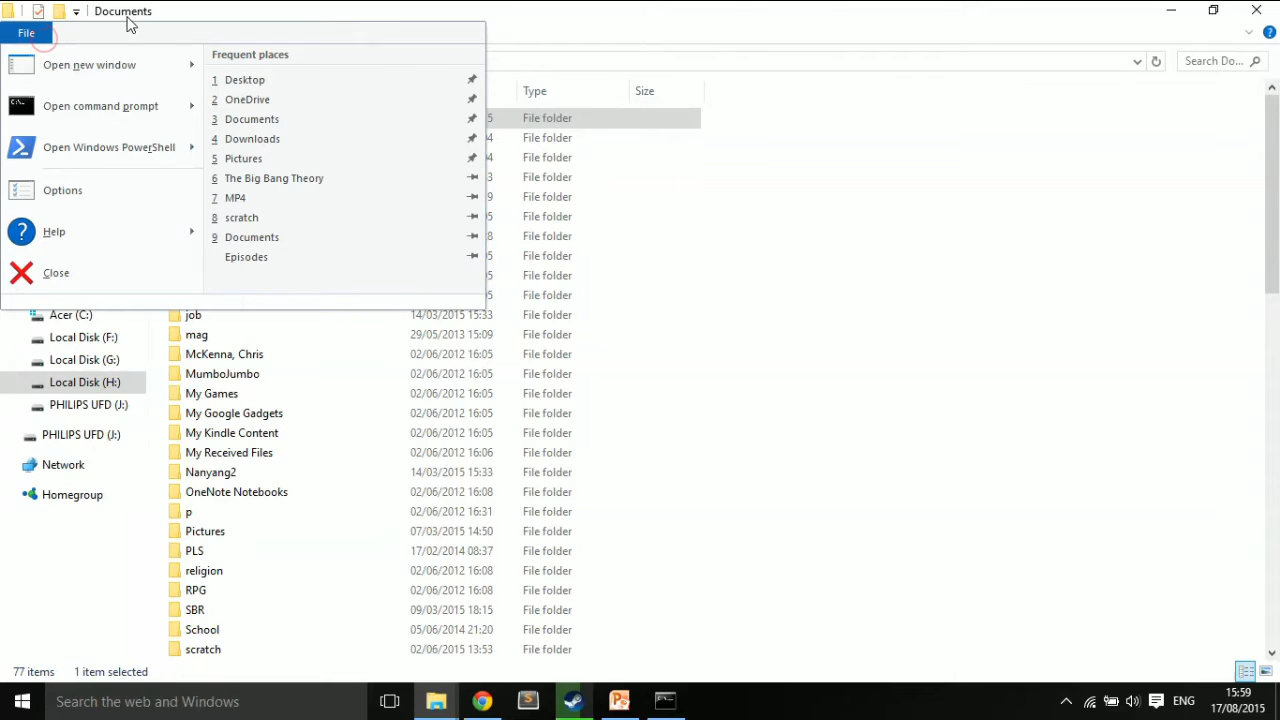 Documents
File
Search Do...
Open new window
Open command prompt
Open Windows PowerShell
Options
Help
Close
Frequent places
1 Desktop
2 OneDrive
3 Documents
4 Downloads
5 Pictures
6 The Big Bang Theory
7 MP4
8 scratch
9 Documents
Episodes
Type Size
5 File folder
04 File folder
04 File folder
3 File folder
9 File folder
05 File folder
8 File folder
05 File folder
05 File folder
05 File folder
Acer (C:)
Local Disk (F:)
Local Disk (G:)
Local Disk (H:)
PHILIPS UFD (J:)
PHILIPS UFD (J:)
Network
Homegroup
job 14/03/2015 15:33 File folder
mag 29/05/2013 15:09 File folder
McKenna, Chris 02/06/2012 16:05 File folder
MumboJumbo 02/06/2012 16:05 File folder
My Games 02/06/2012 16:05 File folder
My Google Gadgets 02/06/2012 16:05 File folder
My Kindle Content 02/06/2012 16:05 File folder
My Received Files 02/06/2012 16:06 File folder
Nanyang2 14/03/2015 15:33 File folder
OneNote Notebooks 02/06/2012 16:08 File folder
p 02/06/2012 16:31 File folder
Pictures 07/03/2015 14:50 File folder
PLS 17/02/2014 08:37 File folder
religion 02/06/2012 16:08 File folder
RPG 02/06/2012 16:08 File folder
SBR 09/03/2015 18:15 File folder
School 05/06/2014 21:20 File folder
scratch 02/06/2015 13:53 File folder
77 items 1 item selected
Search the web and Windows
ENG
15:59
17/08/2015